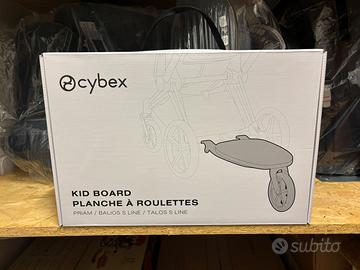 cybex
KID BOARD
PLANCHE À ROULETTES
PRIAM / BALIOS S LINE / TALOS S LINE
subito